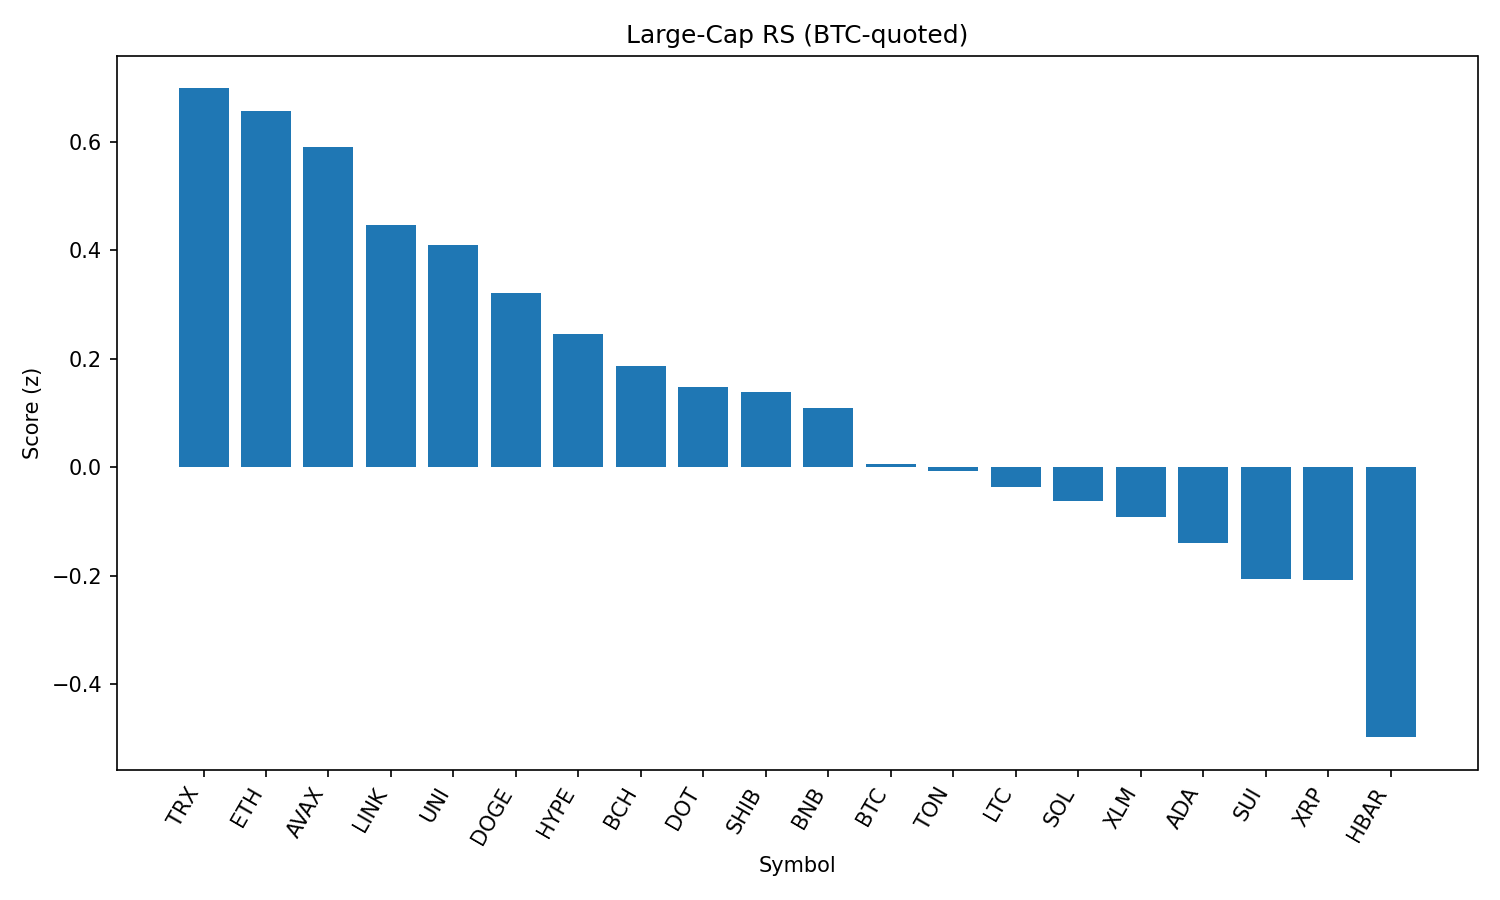 Large-Cap RS (BTC-quoted)
Score (z)
0.6
0.4
0.2
0.0
−0.2
−0.4
TRX
ETH
AVAX
LINK
UNI
DOGE
HYPE
BCH
DOT
SHIB
BNB
BTC
TON
LTC
SOL
XLM
ADA
SUI
XRP
HBAR
Symbol